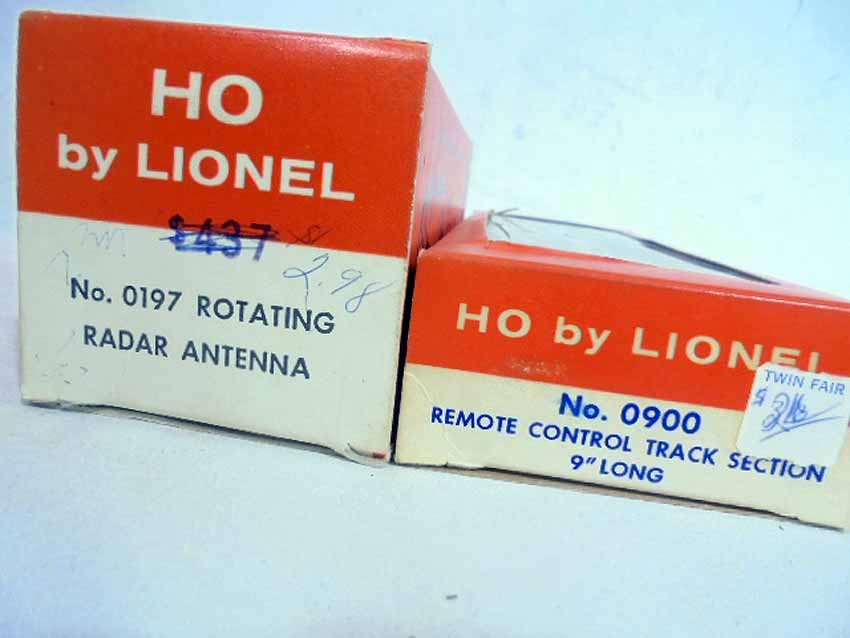 HO
by LIONEL
$437
2.98
No. 0197 ROTATING
RADAR ANTENNA
HO by LIONEL
TWIN FAIR
$
No. 0900
REMOTE CONTROL TRACK SECTION
9" LONG